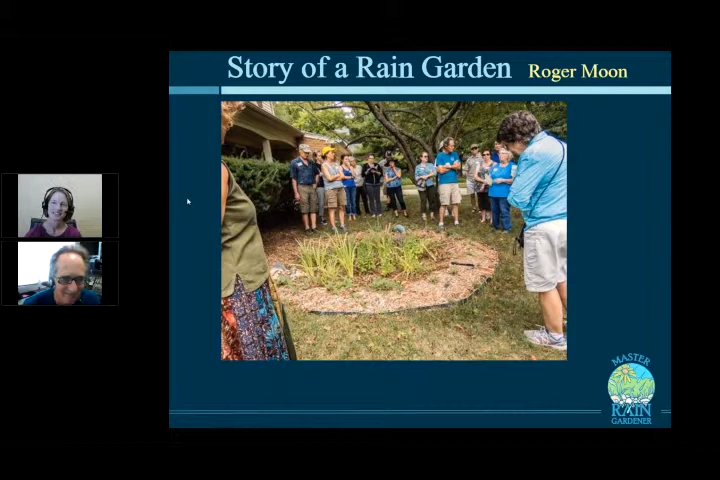 Story of a Rain Garden Roger Moon
MASTER
RAIN
GARDENER